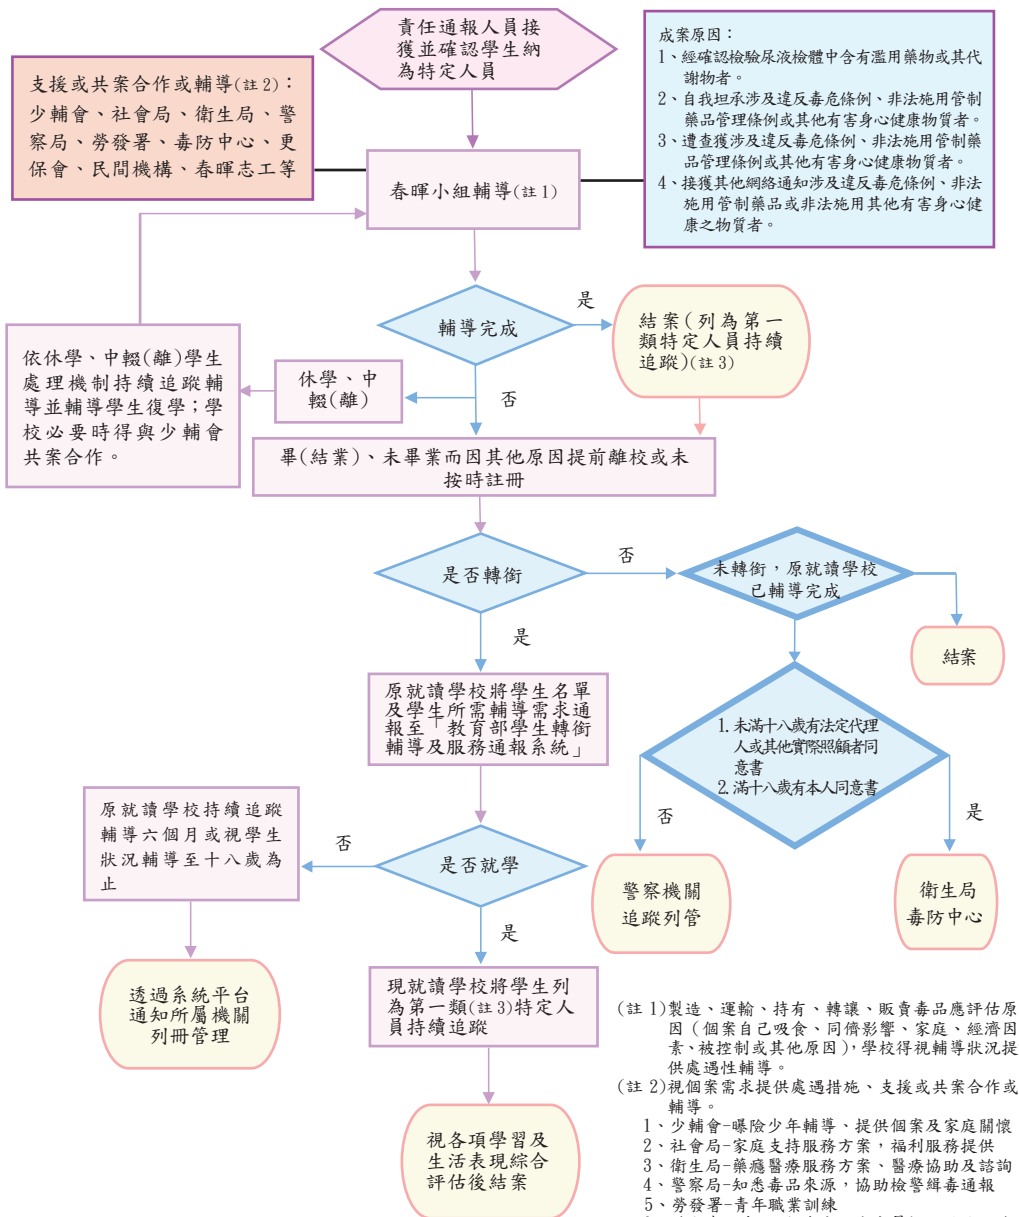 責任通報人員接
獲並確認學生納
為特定人員
支援或共案合作或輔導(註2)：
少輔會、社會局、衛生局、警
察局、勞發署、毒防中心、更
保會、民間機構、春暉志工等
成案原因：
1、經確認檢驗尿液檢體中含有濫用藥物或其代
謝物者。
2、自我坦承涉及違反毒危條例、非法施用管制
藥品管理條例或其他有害身心健康物質者。
3、遭查獲涉及違反毒危條例、非法施用管制藥
品管理條例或其他有害身心健康物質者。
4、接獲其他網絡通知涉及違反毒危條例、非法
施用管制藥品或非法施用其他有害身心健
康之物質者。
春暉小組輔導(註1)
輔導完成
是
結案(列為第一
類特定人員持續
追蹤)(註3)
否
休學、中
輟(離)
依休學、中輟(離)學生
處理機制持續追蹤輔
導並輔導學生復學；學
校必要時得與少輔會
共案合作。
畢(結業)、未畢業而因其他原因提前離校或未
按時註冊
是否轉銜
否
未轉銜，原就讀學校
已輔導完成
結案
是
原就讀學校將學生名單
及學生所需輔導需求通
報至「教育部學生轉銜
輔導及服務通報系統」
1.未滿十八歲有法定代理
人或其他實際照顧者同
意書
2.滿十八歲有本人同意書
否
是
警察機關
追蹤列管
衛生局
毒防中心
是否就學
否
原就讀學校持續追蹤
輔導六個月或視學生
狀況輔導至十八歲為
止
透過系統平台
通知所屬機關
列冊管理
是
現就讀學校將學生列
為第一類(註3)特定人
員持續追蹤
視各項學習及
生活表現綜合
評估後結案
(註1)製造、運輸、持有、轉讓、販賣毒品應評估原
因(個案自己吸食、同儕影響、家庭、經濟因
素、被控制或其他原因)，學校得視輔導狀況提
供處遇性輔導。
(註2)視個案需求提供處遇措施、支援或共案合作或
輔導。
1、少輔會-曝險少年輔導、提供個案及家庭關懷
2、社會局-家庭支持服務方案，福利服務提供
3、衛生局-藥癮醫療服務方案、醫療協助及諮詢
4、警察局-知悉毒品來源，協助檢警緝毒通報
5、勞發署-青年職業訓練